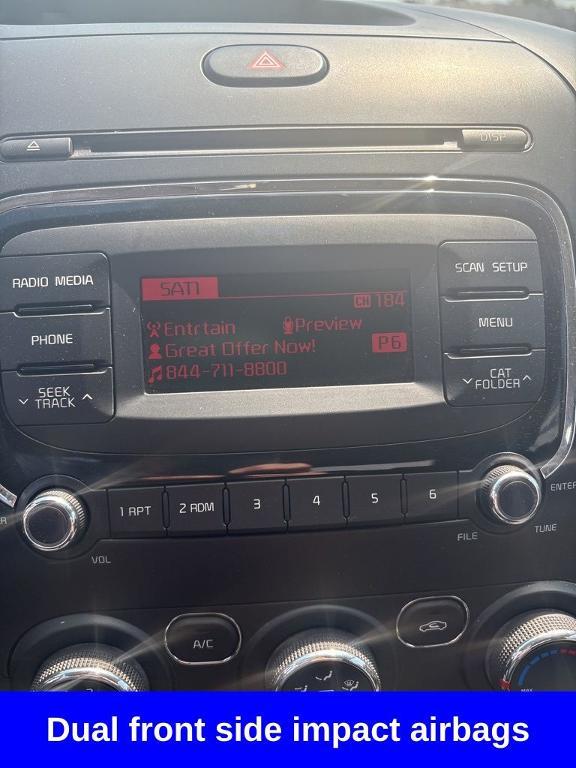 DISP
RADIO MEDIA
SCAN SETUP
SAT1
CH 184
PHONE
Entrtain
Preview
MENU
Great Offer Now!
P6
SEEK
TRACK
844-711-8800
CAT
FOLDER
1 RPT
2 RDM
3
4
5
6
ENTER
VOL
FILE
TUNE
A/C
MAX
Dual front side impact airbags